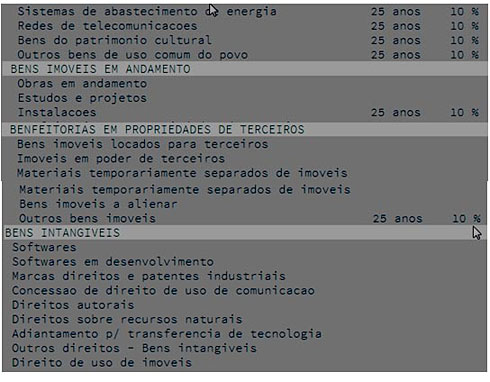 Sistemas de abastecimento de energia 25 anos 10 %
Redes de telecomunicacoes 25 anos 10 %
Bens do patrimonio cultural 25 anos 10 %
Outros bens de uso comum do povo 25 anos 10 %
BENS IMOVEIS EM ANDAMENTO
Obras em andamento
Estudos e projetos
Instalacoes 25 anos 10 %
BENFEITORIAS EM PROPRIEDADES DE TERCEIROS
Bens imoveis locados para terceiros
Imoveis em poder de terceiros
Materiais temporariamente separados de imoveis
Materiais temporariamente separados de imoveis
Bens imoveis a alienar
Outros bens imoveis 25 anos 10 %
BENS INTANGIVEIS
Softwares
Softwares em desenvolvimento
Marcas direitos e patentes industriais
Concessao de direito de uso de comunicacao
Direitos autorais
Direitos sobre recursos naturais
Adiantamento p/ transferencia de tecnologia
Outros direitos - Bens intangiveis
Direito de uso de imoveis